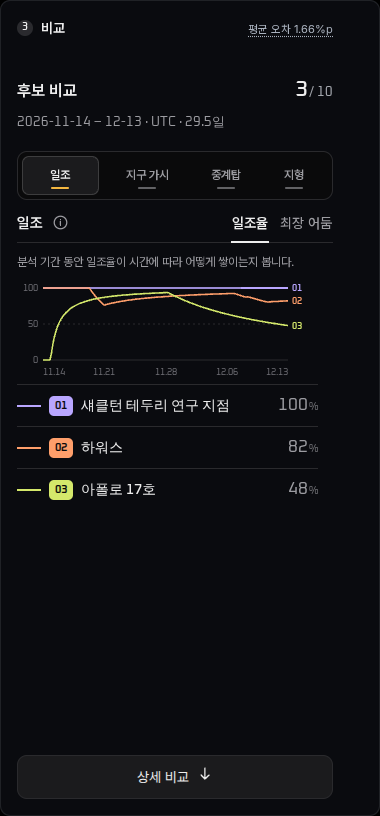 3 비교 평균 오차 1.66%p
후보 비교 3 / 10
2026-11-14 – 12-13 · UTC · 29.5일
일조 지구 가시 중계탑 지형
일조 일조율 최장 어둠
분석 기간 동안 일조율이 시간에 따라 어떻게 쌓이는지 봅니다.
100 01
02
50 03
0
11.14 11.21 11.28 12.06 12.13
01 섀클턴 테두리 연구 지점 100%
02 하워스 82%
03 아폴로 17호 48%
상세 비교 ↓